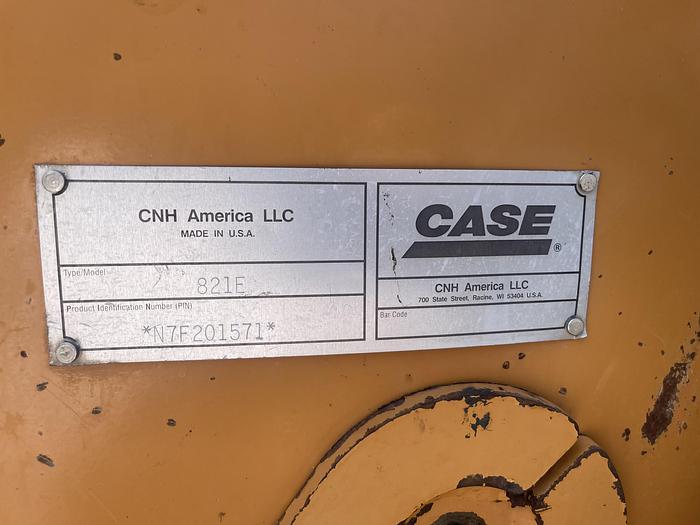 CNH America LLC
MADE IN U.S.A.
Type/Model
821E
Product Identification Number (PIN)
*N7F201571*
CASE®
CNH America LLC
700 State Street, Racine, WI 53404 U.S.A.
Bar Code